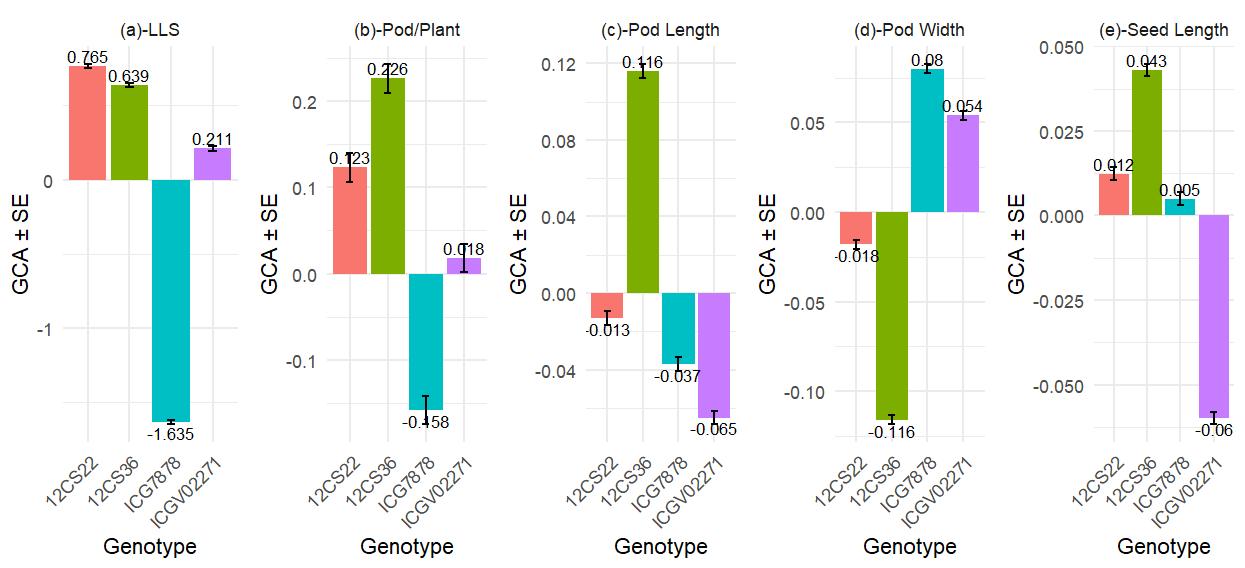 (a)-LLS
GCA ± SE
0
-1
0.765
0.639
-1.635
0.211
12CS22
12CS36
ICG7878
ICGV02271
Genotype
(b)-Pod/Plant
GCA ± SE
0.2
0.1
0.0
-0.1
0.123
0.226
-0.158
0.018
12CS22
12CS36
ICG7878
ICGV02271
Genotype
(c)-Pod Length
GCA ± SE
0.12
0.08
0.04
0.00
-0.04
-0.013
0.116
-0.037
-0.065
12CS22
12CS36
ICG7878
ICGV02271
Genotype
(d)-Pod Width
GCA ± SE
0.05
0.00
-0.05
-0.10
-0.018
-0.116
0.08
0.054
12CS22
12CS36
ICG7878
ICGV02271
Genotype
(e)-Seed Length
GCA ± SE
0.050
0.025
0.000
-0.025
-0.050
0.012
0.043
0.005
-0.06
12CS22
12CS36
ICG7878
ICGV02271
Genotype